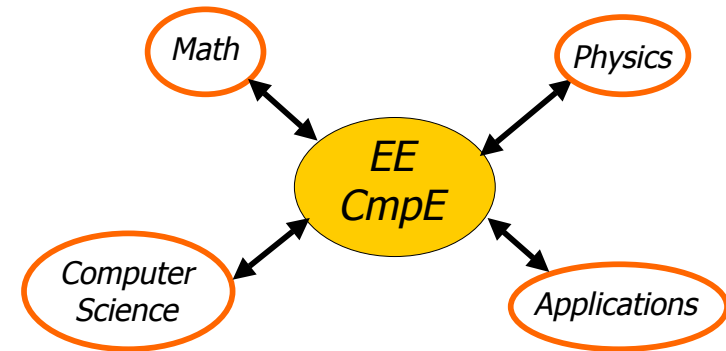 Math
Physics
EE
CmpE
Computer
Science
Applications